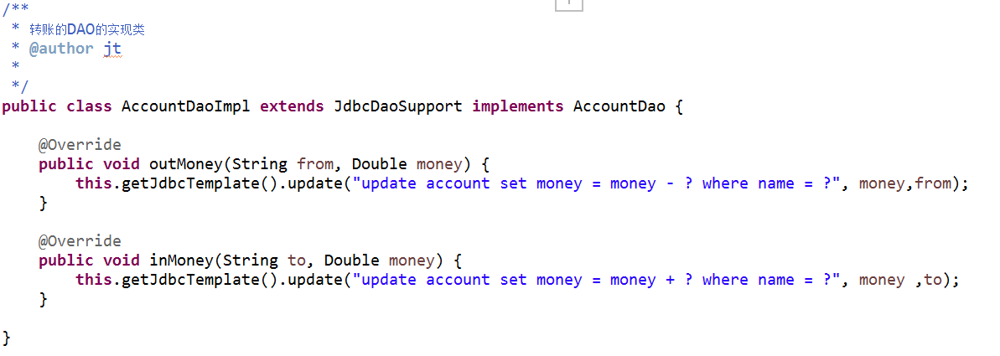 /**
 * 转账的DAO的实现类
 * @author jt
 *
 */
public class AccountDaoImpl extends JdbcDaoSupport implements AccountDao {
    @Override
    public void outMoney(String from, Double money) {
        this.getJdbcTemplate().update("update account set money = money - ? where name = ?", money,from);
    }
    @Override
    public void inMoney(String to, Double money) {
        this.getJdbcTemplate().update("update account set money = money + ? where name = ?", money ,to);
    }
}